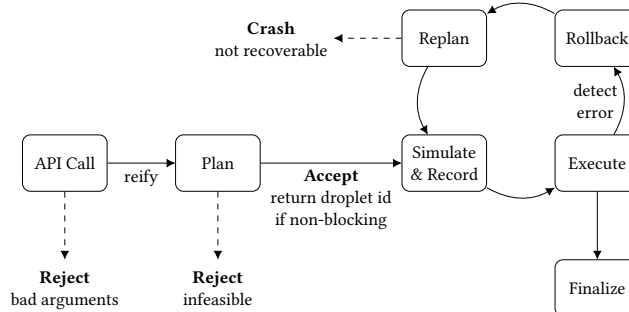 Crash
not recoverable
Replan
Rollback
detect
error
API Call
reify
Plan
Accept
return droplet id
if non-blocking
Simulate
& Record
Execute
Reject
bad arguments
Reject
infeasible
Finalize